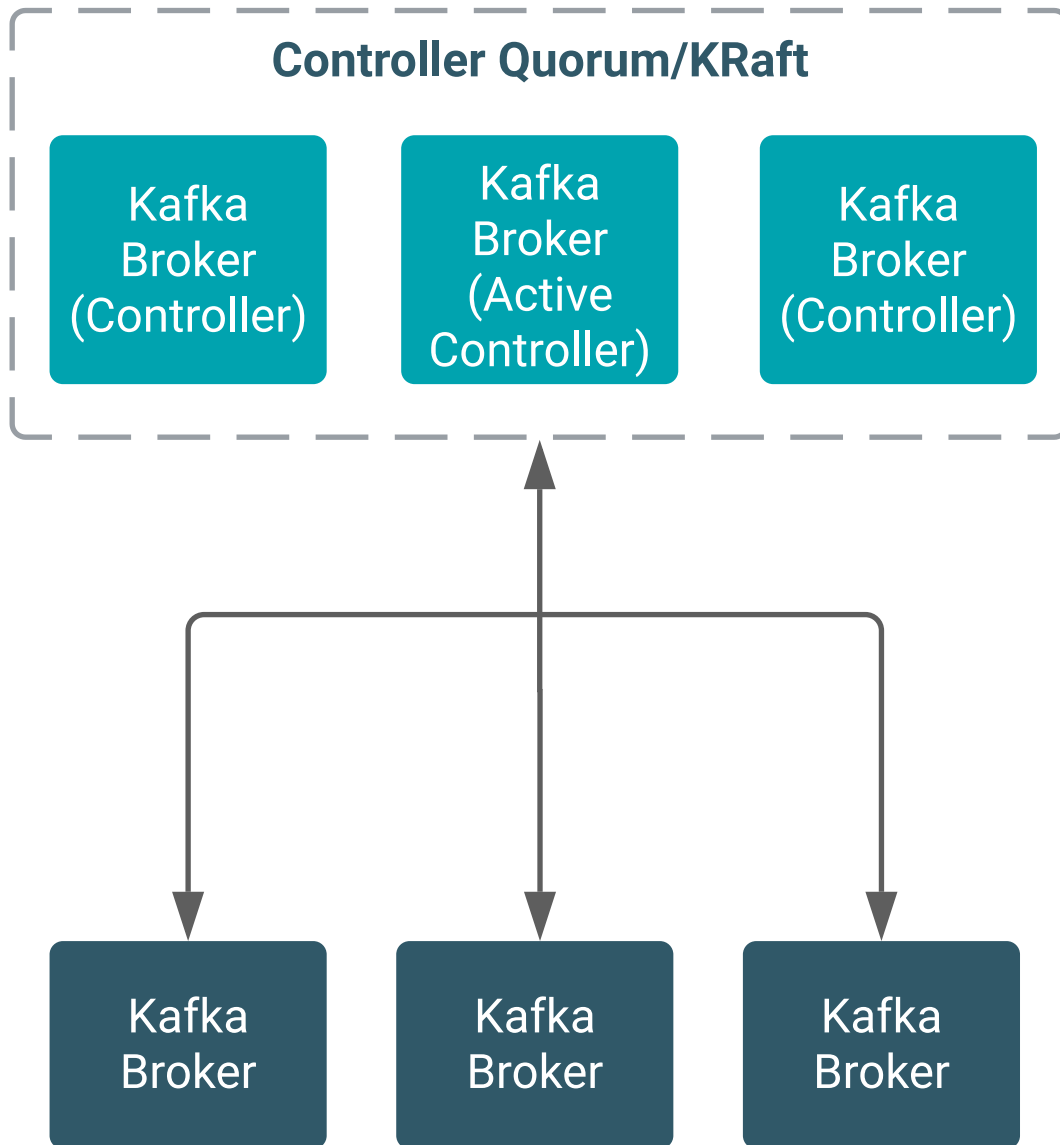 Controller Quorum/KRaft
Kafka
Broker
(Controller)
Kafka
Broker
(Active
Controller)
Kafka
Broker
(Controller)
Kafka
Broker
Kafka
Broker
Kafka
Broker